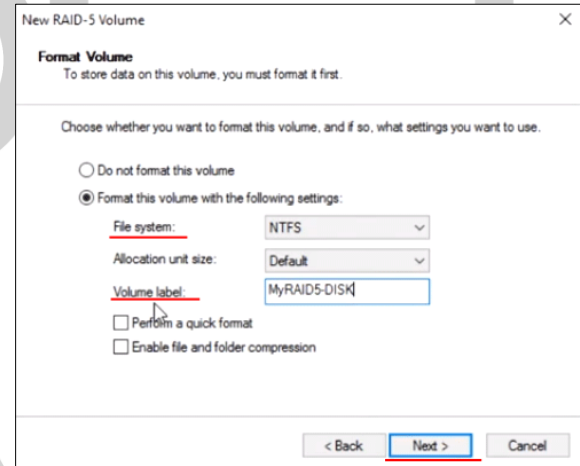 New RAID-5 Volume
Format Volume
To store data on this volume, you must format it first.
Choose whether you want to format this volume, and if so, what settings you want to use.
Do not format this volume
Format this volume with the following settings:
File system: NTFS
Allocation unit size: Default
Volume label: MyRAID5-DISK
Perform a quick format
Enable file and folder compression
< Back Next > Cancel